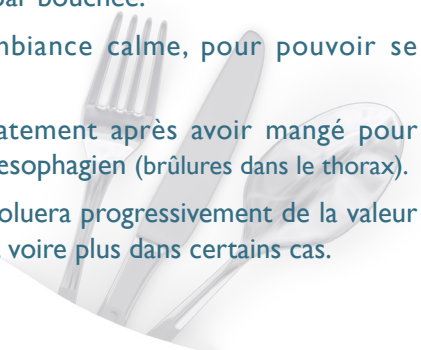 par bouchée.
mbiance calme, pour pouvoir se
atement après avoir mangé pour
esophagien (brûlures dans le thorax).
oluera progressivement de la valeur
voire plus dans certains cas.